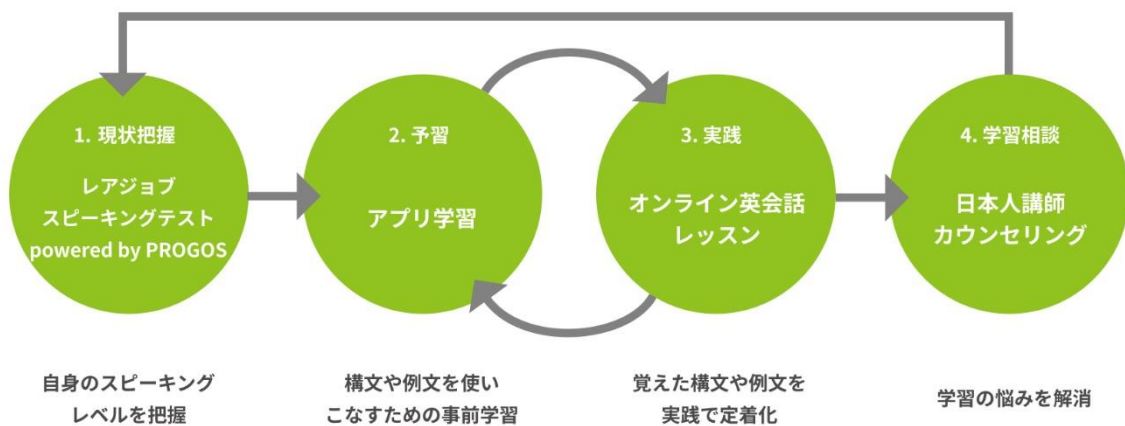 1. 現状把握
レアジョブ
スピーキングテスト
powered by PROGOS
2. 予習
アプリ学習
3. 実践
オンライン英会話
レッスン
4. 学習相談
日本人講師
カウンセリング
自身のスピーキング
レベルを把握
構文や例文を使い
こなすための事前学習
覚えた構文や例文を
実践で定着化
学習の悩みを解消